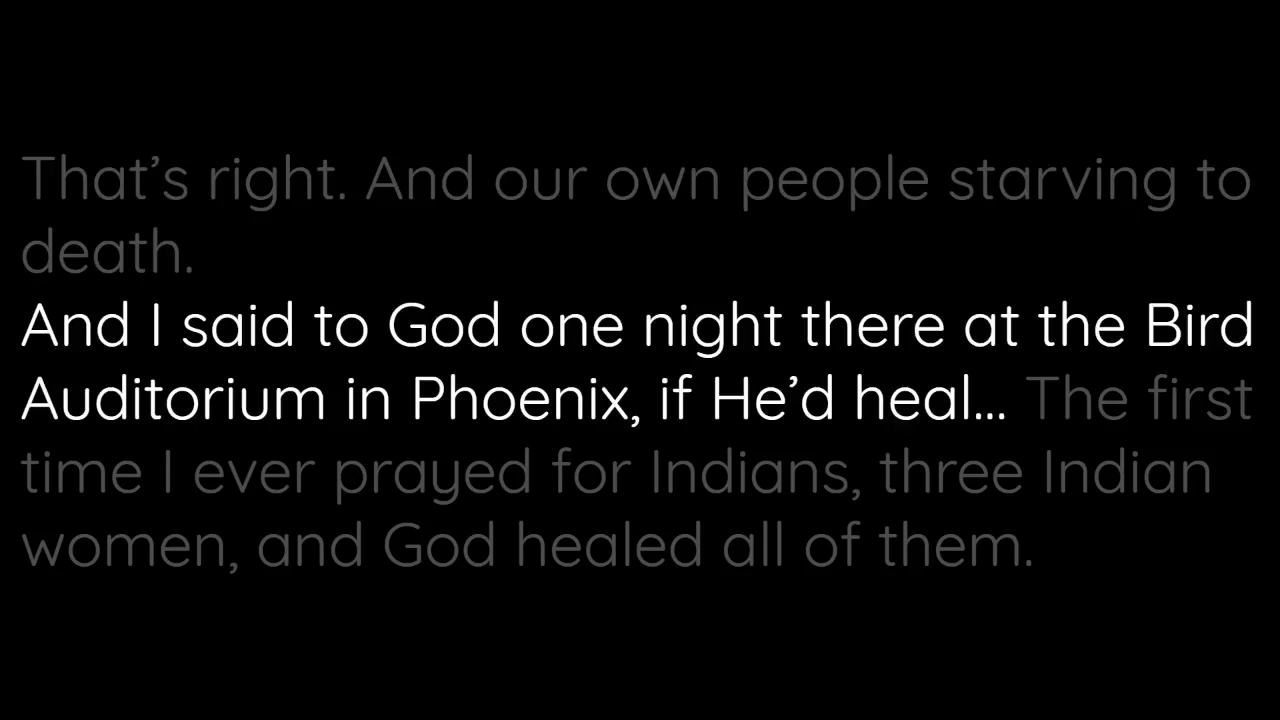 That’s right. And our own people starving to
death.
And I said to God one night there at the Bird
Auditorium in Phoenix, if He’d heal... The first
time I ever prayed for Indians, three Indian
women, and God healed all of them.